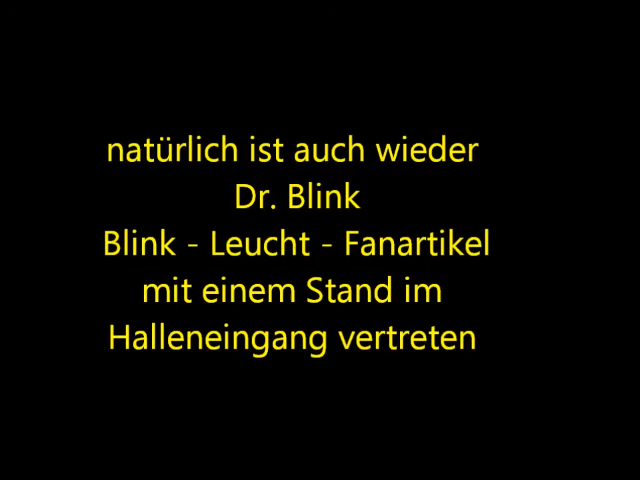 natürlich ist auch wieder
Dr. Blink
Blink - Leucht - Fanartikel
mit einem Stand im
Halleneingang vertreten